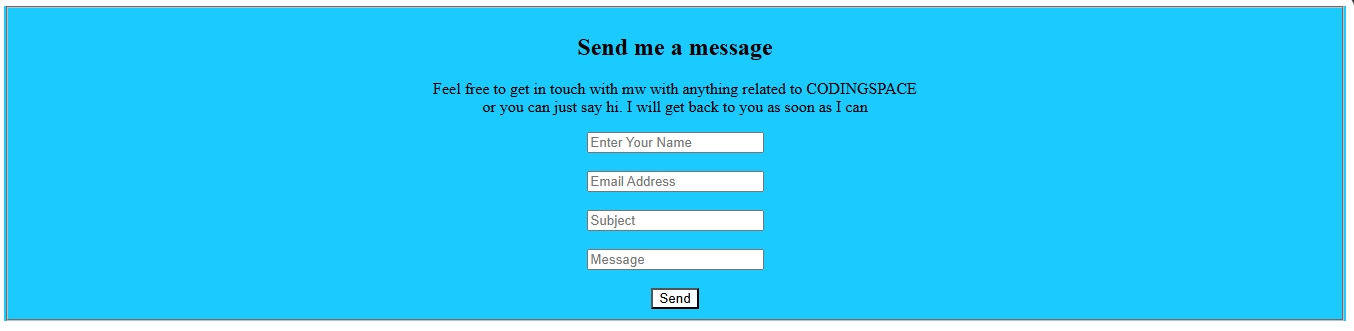 Send me a message
Feel free to get in touch with mw with anything related to CODINGSPACE
or you can just say hi. I will get back to you as soon as I can
Enter Your Name
Email Address
Subject
Message
Send